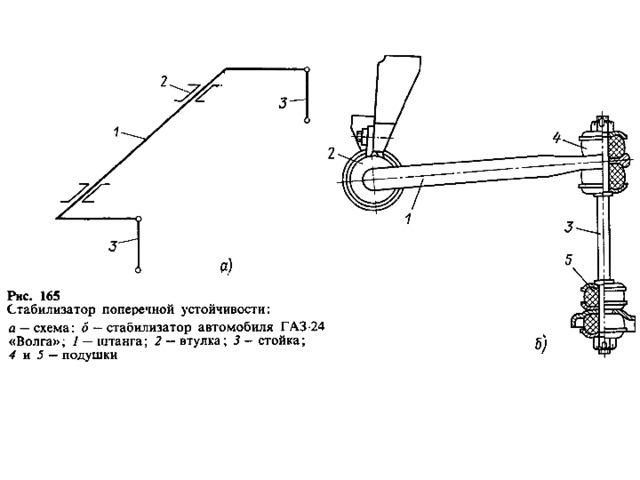 2
1
3
3
а)
2
1
4
3
5
б)
Рис. 165
Стабилизатор поперечной устойчивости:
а — схема: б — стабилизатор автомобиля ГАЗ-24
«Волга»; 1 — штанга; 2 — втулка; 3 — стойка;
4 и 5 — подушки